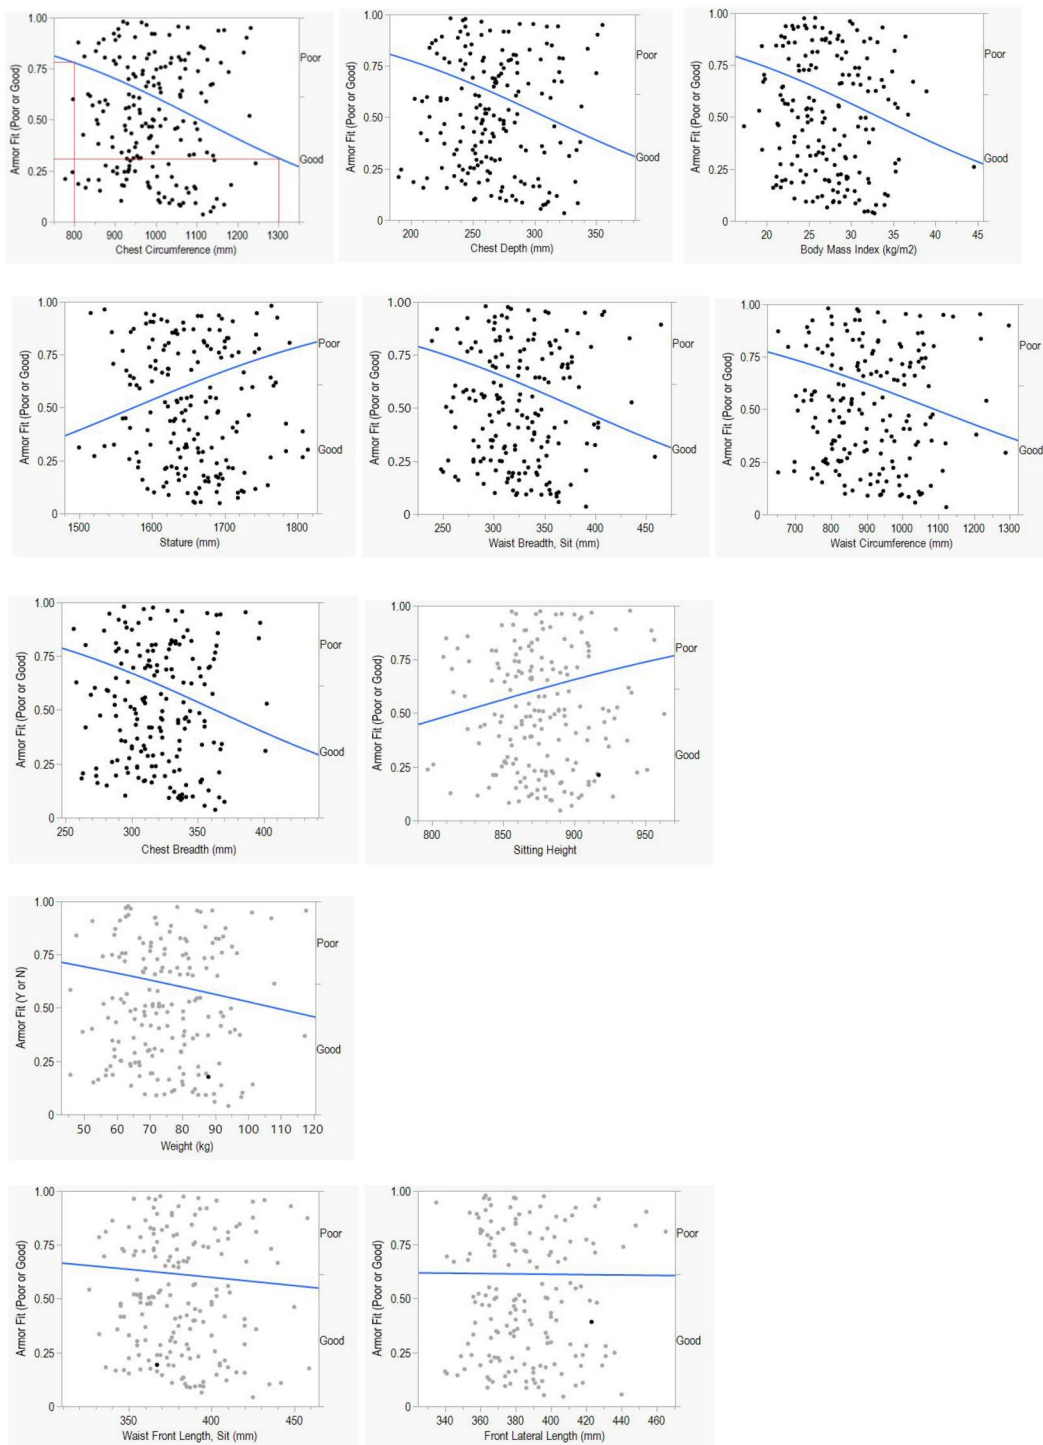 1.00
0.75
0.50
0.25
0
Armor Fit (Poor or Good)
Poor
Good
800 900 1000 1100 1200 1300
Chest Circumference (mm)
1.00
0.75
0.50
0.25
0
Armor Fit (Poor or Good)
Poor
Good
200 250 300 350
Chest Depth (mm)
1.00
0.75
0.50
0.25
0
Armor Fit (Poor or Good)
Poor
Good
20 25 30 35 40 45
Body Mass Index (kg/m2)
1.00
0.75
0.50
0.25
0
Armor Fit (Poor or Good)
Poor
Good
1500 1600 1700 1800
Stature (mm)
1.00
0.75
0.50
0.25
0
Armor Fit (Poor or Good)
Poor
Good
250 300 350 400 450
Waist Breadth, Sit (mm)
1.00
0.75
0.50
0.25
0
Armor Fit (Poor or Good)
Poor
Good
700 800 900 1000 1100 1200 1300
Waist Circumference (mm)
1.00
0.75
0.50
0.25
0
Armor Fit (Poor or Good)
Poor
Good
250 300 350 400
Chest Breadth (mm)
1.00
0.75
0.50
0.25
0
Armor Fit (Poor or Good)
Poor
Good
800 850 900 950
Sitting Height
1.00
0.75
0.50
0.25
0
Armor Fit (Y or N)
Poor
Good
50 60 70 80 90 100 110 120
Weight (kg)
1.00
0.75
0.50
0.25
0
Armor Fit (Poor or Good)
Poor
Good
350 400 450
Waist Front Length, Sit (mm)
1.00
0.75
0.50
0.25
0
Armor Fit (Poor or Good)
Poor
Good
340 360 380 400 420 440 460
Front Lateral Length (mm)